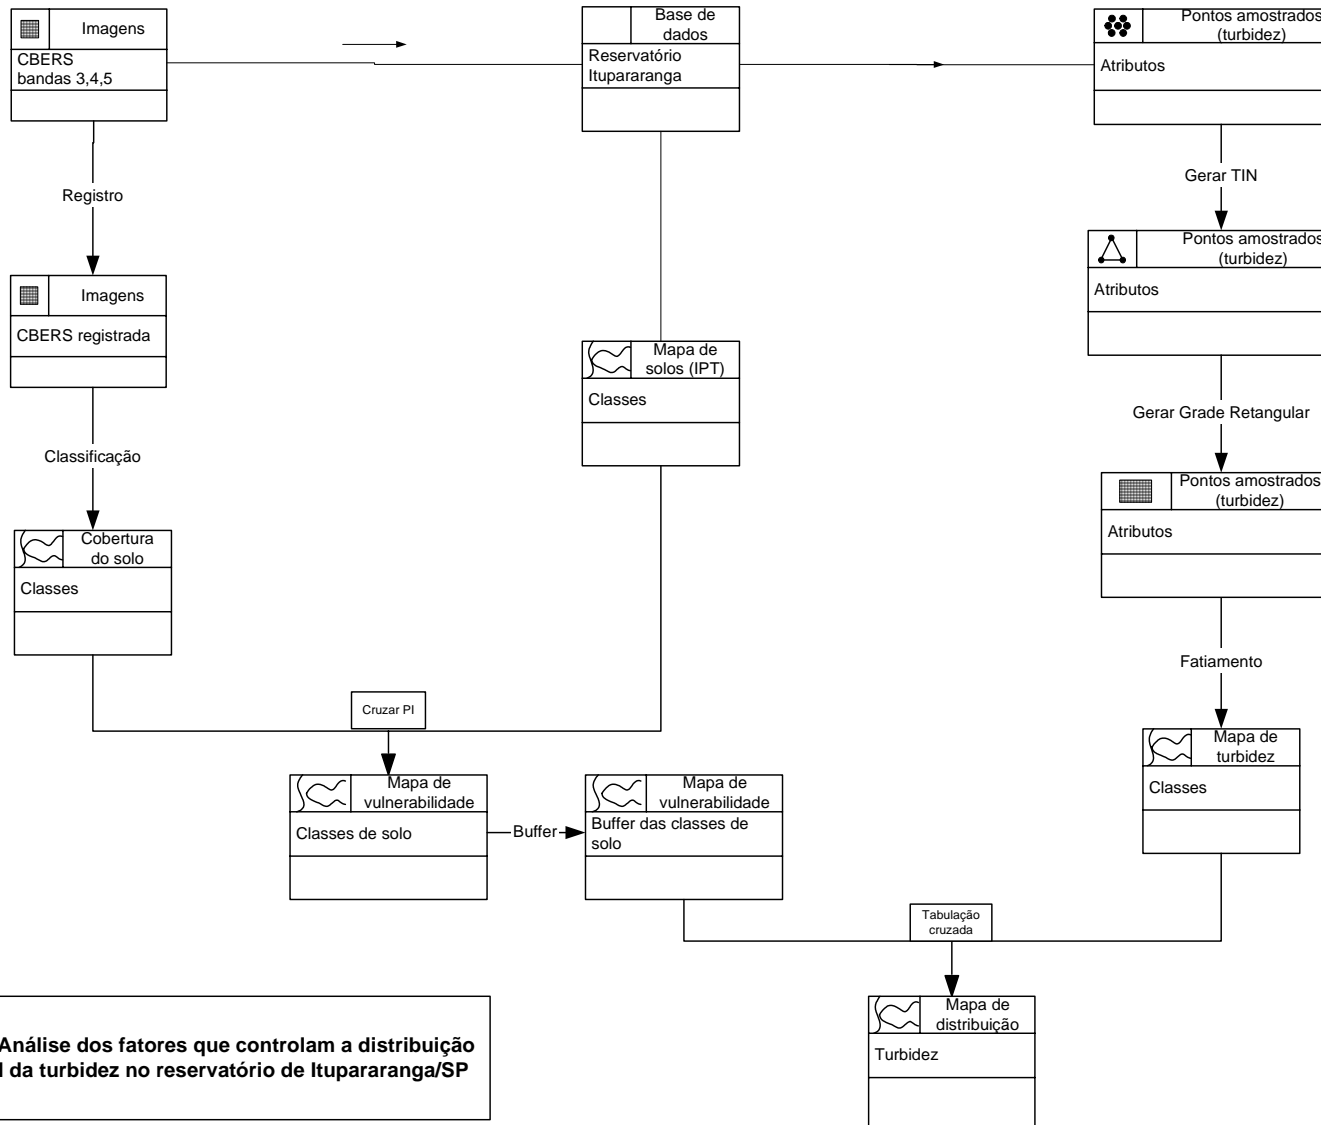 Imagens
CBERS
bandas 3,4,5
Base de
dados
Reservatório
Itupararanga
Pontos amostrados
(turbidez)
Atributos
Registro
Gerar TIN
Imagens
CBERS registrada
Pontos amostrados
(turbidez)
Atributos
Mapa de
solos (IPT)
Classes
Gerar Grade Retangular
Classificação
Pontos amostrados
(turbidez)
Atributos
Cobertura
do solo
Classes
Fatiamento
Cruzar PI
Mapa de
turbidez
Classes
Mapa de
vulnerabilidade
Classes de solo
Buffer
Mapa de
vulnerabilidade
Buffer das classes de
solo
Tabulação
cruzada
Mapa de
distribuição
Turbidez
Análise dos fatores que controlam a distribuição
da turbidez no reservatório de Itupararanga/SP